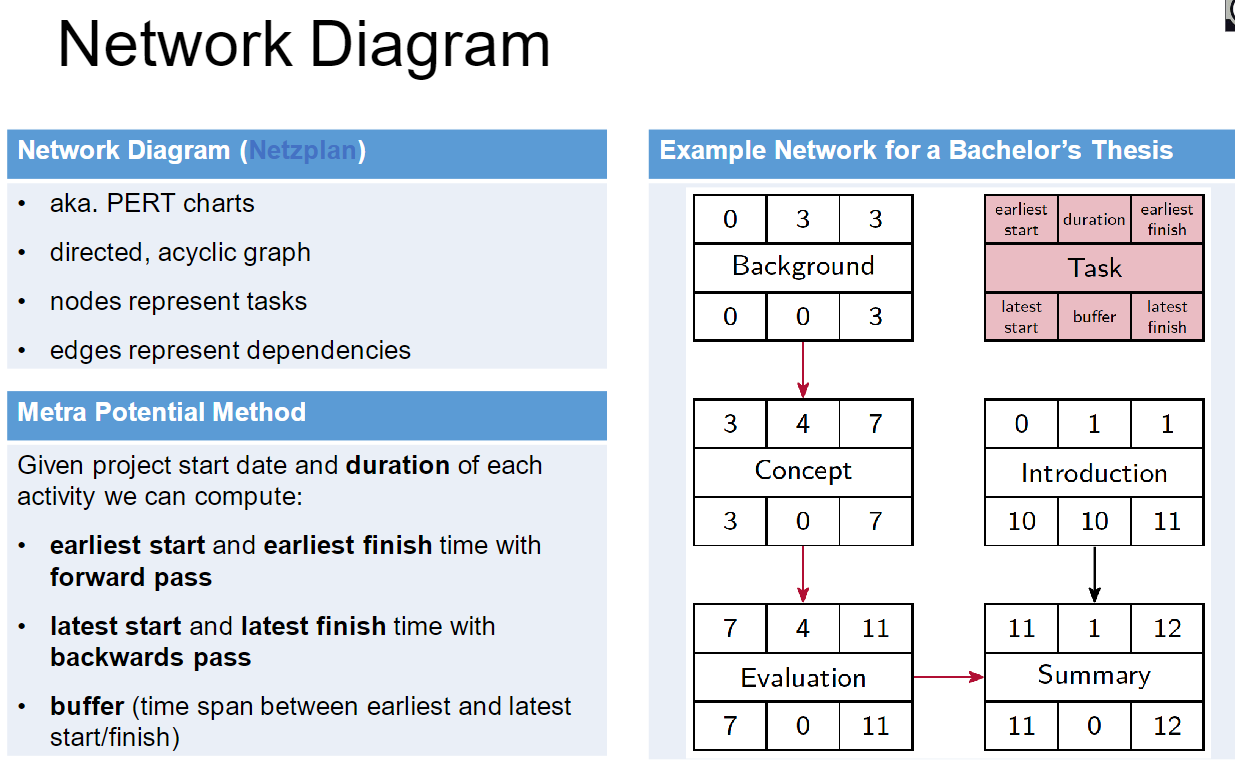 Network Diagram
Network Diagram (Netzplan)
• aka. PERT charts
• directed, acyclic graph
• nodes represent tasks
• edges represent dependencies
Metra Potential Method
Given project start date and duration of each
activity we can compute:
• earliest start and earliest finish time with
forward pass
• latest start and latest finish time with
backwards pass
• buffer (time span between earliest and latest
start/finish)
Example Network for a Bachelor's Thesis
0 3 3
Background
0 0 3
earliest start duration earliest finish
Task
latest start buffer latest finish
3 4 7
Concept
3 0 7
0 1 1
Introduction
10 10 11
7 4 11
Evaluation
7 0 11
11 1 12
Summary
11 0 12